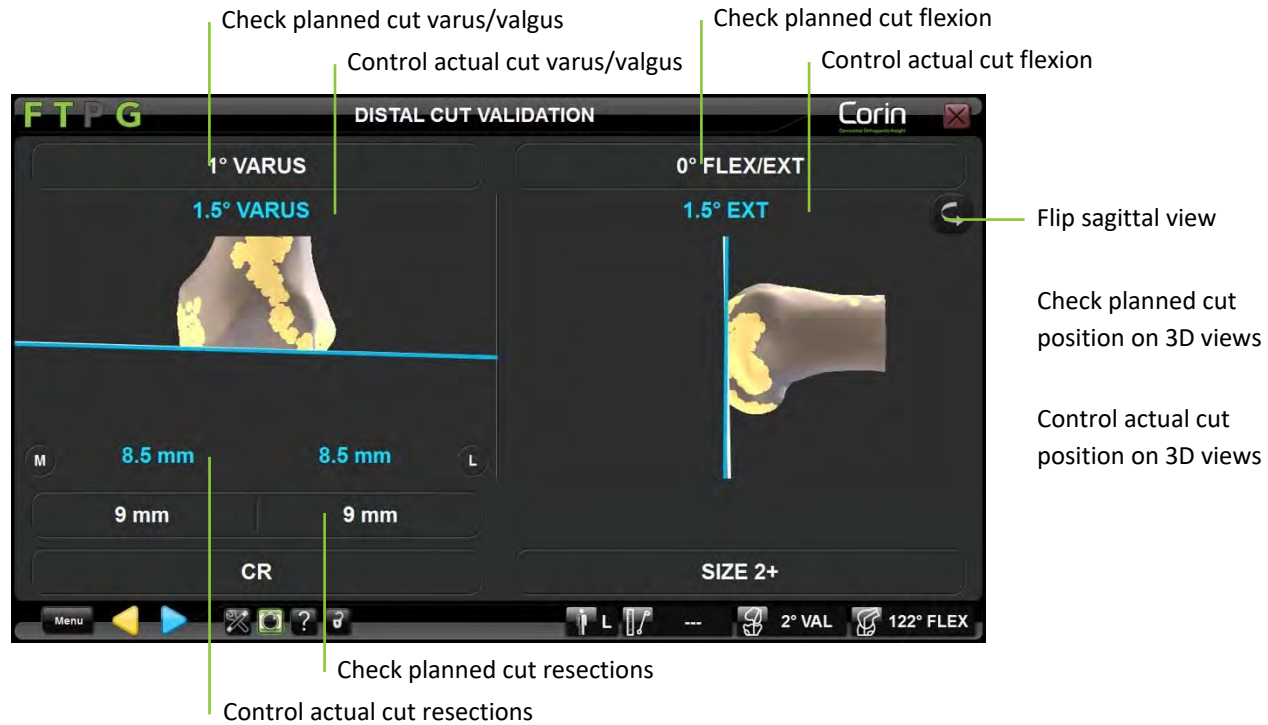 Check planned cut varus/valgus
Check planned cut flexion
Control actual cut varus/valgus
Control actual cut flexion
F T P G
DISTAL CUT VALIDATION
Corin
Connected Orthopaedic Insight
1° VARUS
0° FLEX/EXT
1.5° VARUS
1.5° EXT
Flip sagittal view
Check planned cut
position on 3D views
Control actual cut
position on 3D views
M
8.5 mm
8.5 mm
L
9 mm
9 mm
CR
SIZE 2+
Menu
?
L
---
2° VAL
122° FLEX
Check planned cut resections
Control actual cut resections